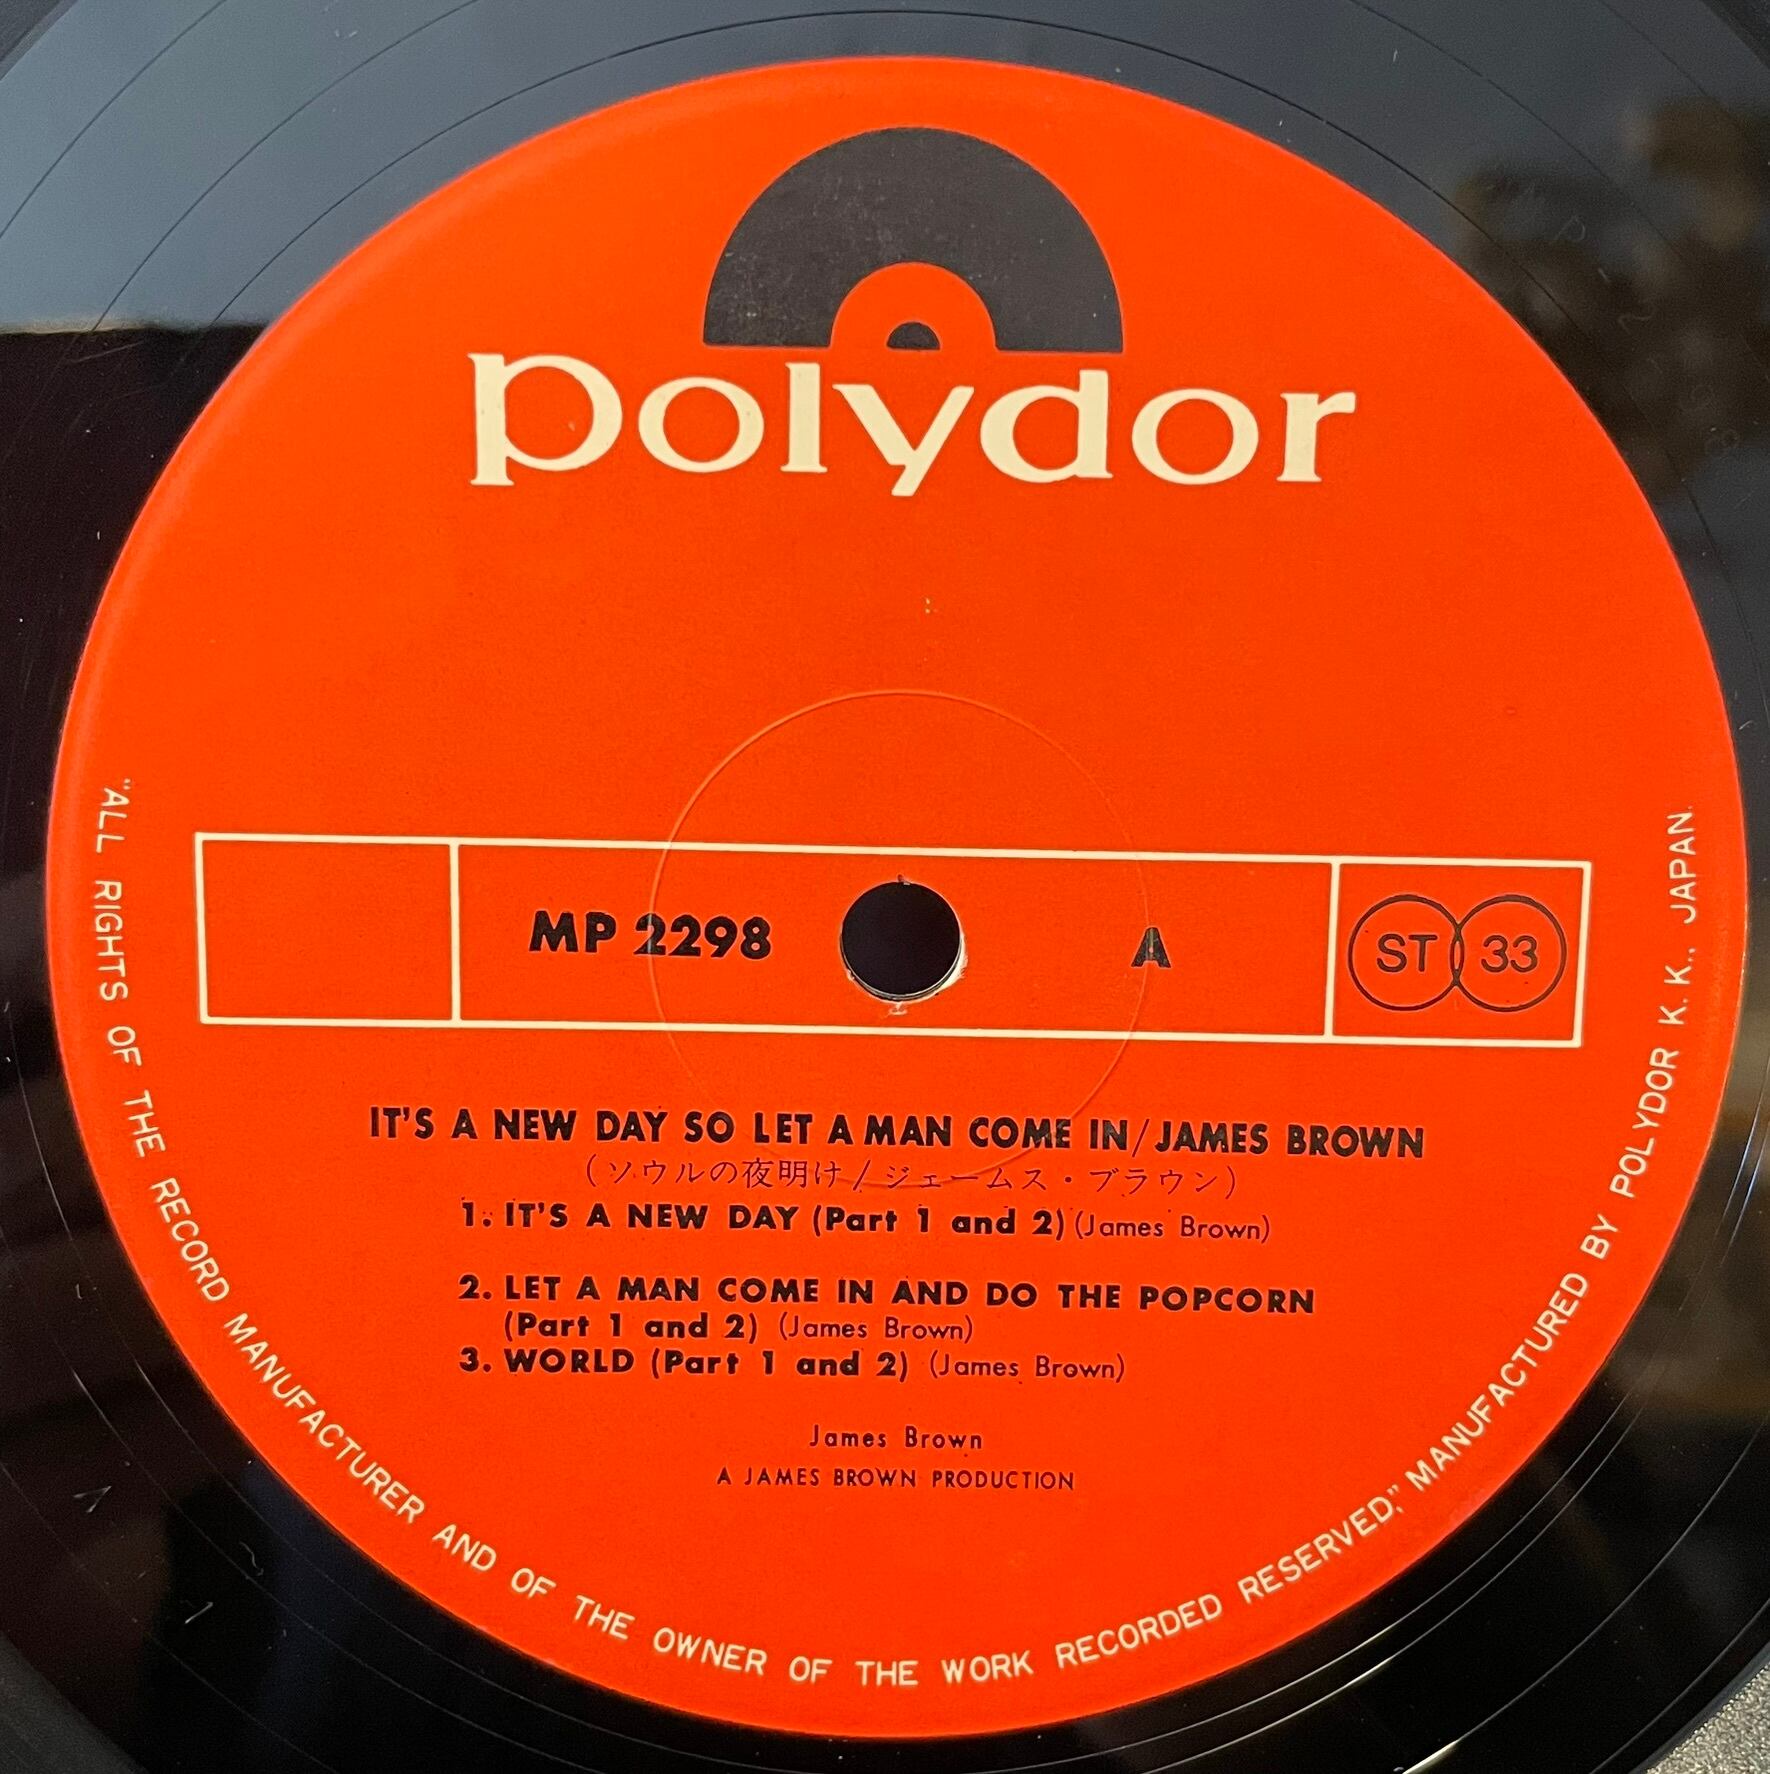 polydor
MP 2298
A
ST 33
IT'S A NEW DAY SO LET A MAN COME IN/JAMES BROWN
(ソウルの夜明け/ジェームス・ブラウン)
1. IT'S A NEW DAY (Part 1 and 2) (James Brown)
2. LET A MAN COME IN AND DO THE POPCORN
(Part 1 and 2) (James Brown)
3. WORLD (Part 1 and 2) (James Brown)
James Brown
A JAMES BROWN PRODUCTION
"ALL RIGHTS OF THE RECORD MANUFACTURER AND OF THE OWNER OF THE WORK RECORDED RESERVED," MANUFACTURED BY POLYDOR K.K., JAPAN.